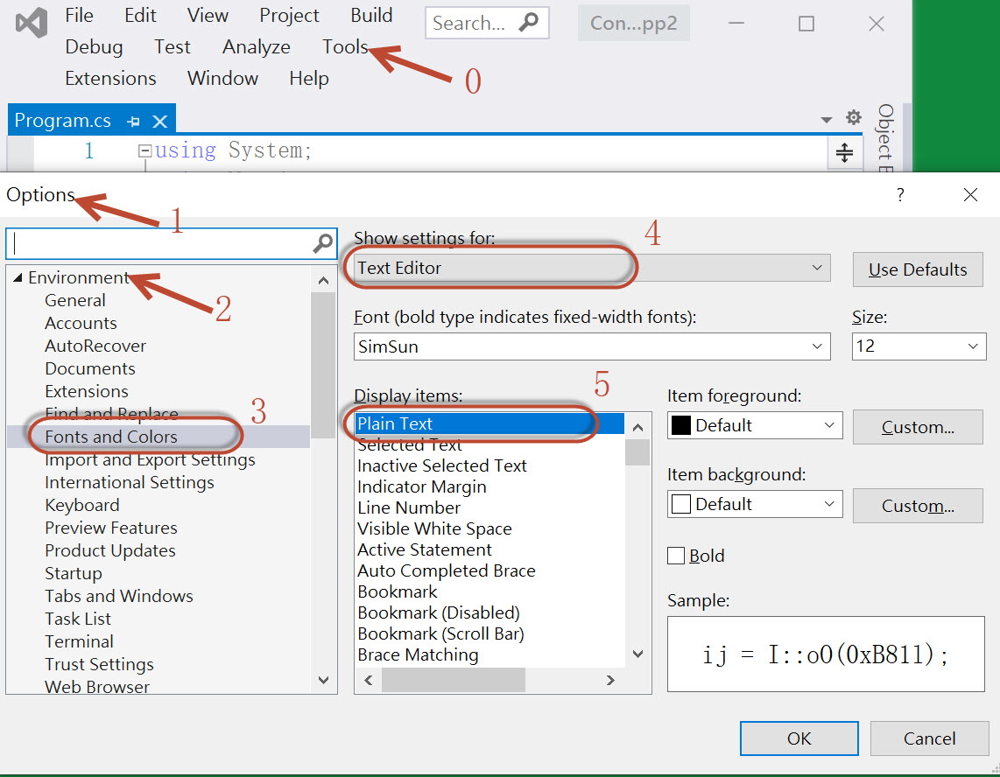 File Edit View Project Build
Search...
Con...pp2
Debug Test Analyze Tools
0
Extensions Window Help
Program.cs
1 using System;
Object
Options
?
1
Environment
2
General
Accounts
AutoRecover
Documents
Extensions
Find and Replace
3
Fonts and Colors
Import and Export Settings
International Settings
Keyboard
Preview Features
Product Updates
Startup
Tabs and Windows
Task List
Terminal
Trust Settings
Web Browser
Show settings for:
4
Text Editor
Use Defaults
Font (bold type indicates fixed-width fonts):
Size:
SimSun
12
Display items:
5
Plain Text
Selected Text
Inactive Selected Text
Indicator Margin
Line Number
Visible White Space
Active Statement
Auto Completed Brace
Bookmark
Bookmark (Disabled)
Bookmark (Scroll Bar)
Brace Matching
Item foreground:
Default
Custom...
Item background:
Default
Custom...
Bold
Sample:
ij = I::oO(0xB81l);
OK
Cancel